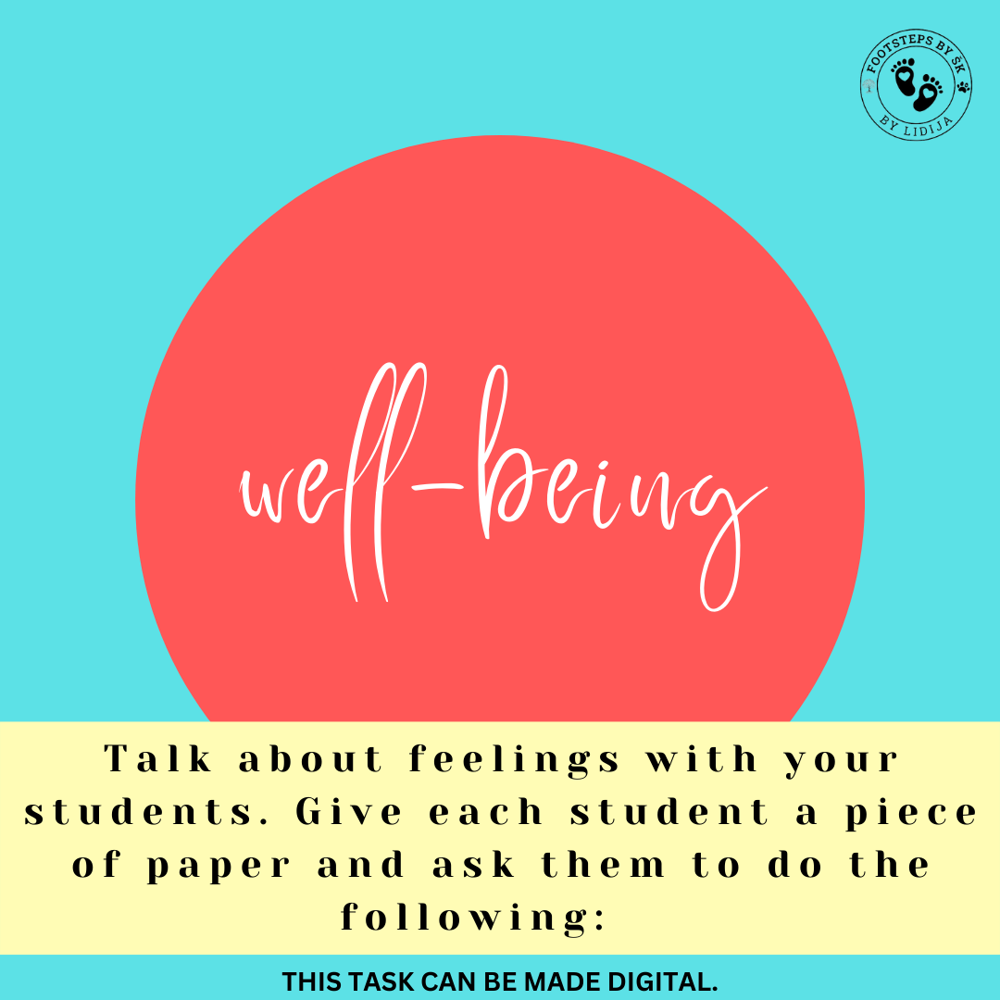 FOOTSTEPS BY ŠK
BY LIDIJA
well-being
Talk about feelings with your
students. Give each student a piece
of paper and ask them to do the
following:
THIS TASK CAN BE MADE DIGITAL.